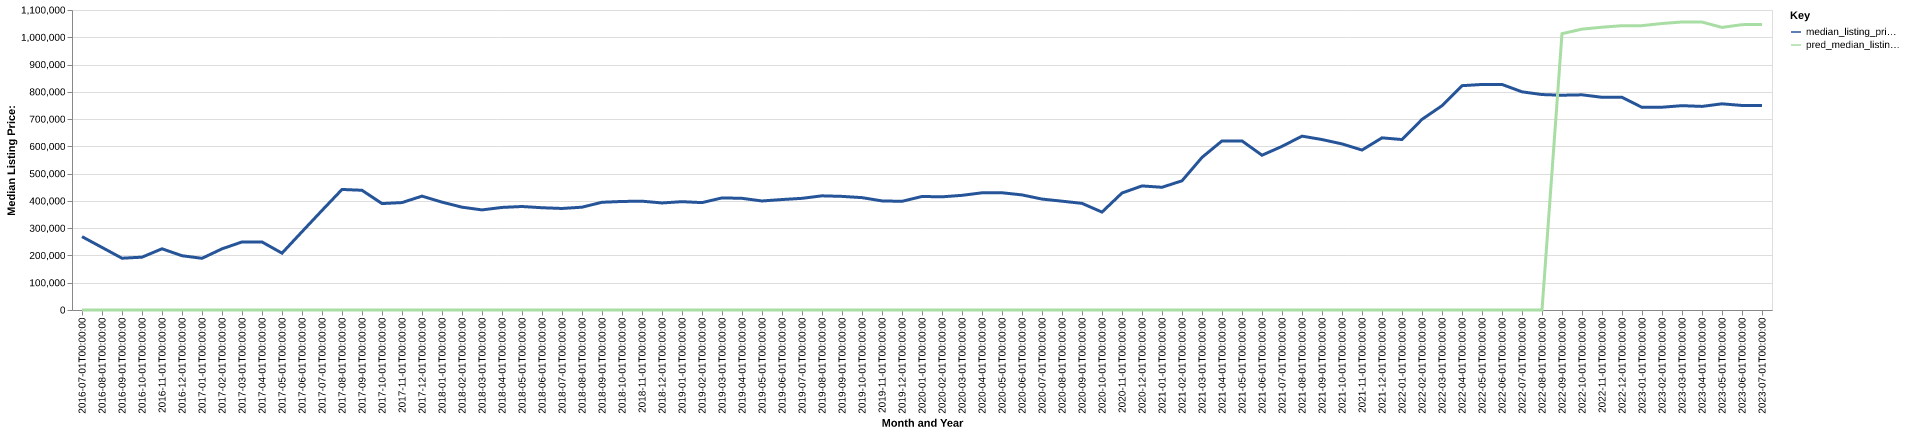 Key
median_listing_pri…
pred_median_listin…
Median Listing Price:
1,100,000
1,000,000
900,000
800,000
700,000
600,000
500,000
400,000
300,000
200,000
100,000
0
2016-07-01T00:00:00
2016-08-01T00:00:00
2016-09-01T00:00:00
2016-10-01T00:00:00
2016-11-01T00:00:00
2016-12-01T00:00:00
2017-01-01T00:00:00
2017-02-01T00:00:00
2017-03-01T00:00:00
2017-04-01T00:00:00
2017-05-01T00:00:00
2017-06-01T00:00:00
2017-07-01T00:00:00
2017-08-01T00:00:00
2017-09-01T00:00:00
2017-10-01T00:00:00
2017-11-01T00:00:00
2017-12-01T00:00:00
2018-01-01T00:00:00
2018-02-01T00:00:00
2018-03-01T00:00:00
2018-04-01T00:00:00
2018-05-01T00:00:00
2018-06-01T00:00:00
2018-07-01T00:00:00
2018-08-01T00:00:00
2018-09-01T00:00:00
2018-10-01T00:00:00
2018-11-01T00:00:00
2018-12-01T00:00:00
2019-01-01T00:00:00
2019-02-01T00:00:00
2019-03-01T00:00:00
2019-04-01T00:00:00
2019-05-01T00:00:00
2019-06-01T00:00:00
2019-07-01T00:00:00
2019-08-01T00:00:00
2019-09-01T00:00:00
2019-10-01T00:00:00
2019-11-01T00:00:00
2019-12-01T00:00:00
2020-01-01T00:00:00
2020-02-01T00:00:00
2020-03-01T00:00:00
2020-04-01T00:00:00
2020-05-01T00:00:00
2020-06-01T00:00:00
2020-07-01T00:00:00
2020-08-01T00:00:00
2020-09-01T00:00:00
2020-10-01T00:00:00
2020-11-01T00:00:00
2020-12-01T00:00:00
2021-01-01T00:00:00
2021-02-01T00:00:00
2021-03-01T00:00:00
2021-04-01T00:00:00
2021-05-01T00:00:00
2021-06-01T00:00:00
2021-07-01T00:00:00
2021-08-01T00:00:00
2021-09-01T00:00:00
2021-10-01T00:00:00
2021-11-01T00:00:00
2021-12-01T00:00:00
2022-01-01T00:00:00
2022-02-01T00:00:00
2022-03-01T00:00:00
2022-04-01T00:00:00
2022-05-01T00:00:00
2022-06-01T00:00:00
2022-07-01T00:00:00
2022-08-01T00:00:00
2022-09-01T00:00:00
2022-10-01T00:00:00
2022-11-01T00:00:00
2022-12-01T00:00:00
2023-01-01T00:00:00
2023-02-01T00:00:00
2023-03-01T00:00:00
2023-04-01T00:00:00
2023-05-01T00:00:00
2023-06-01T00:00:00
2023-07-01T00:00:00
Month and Year